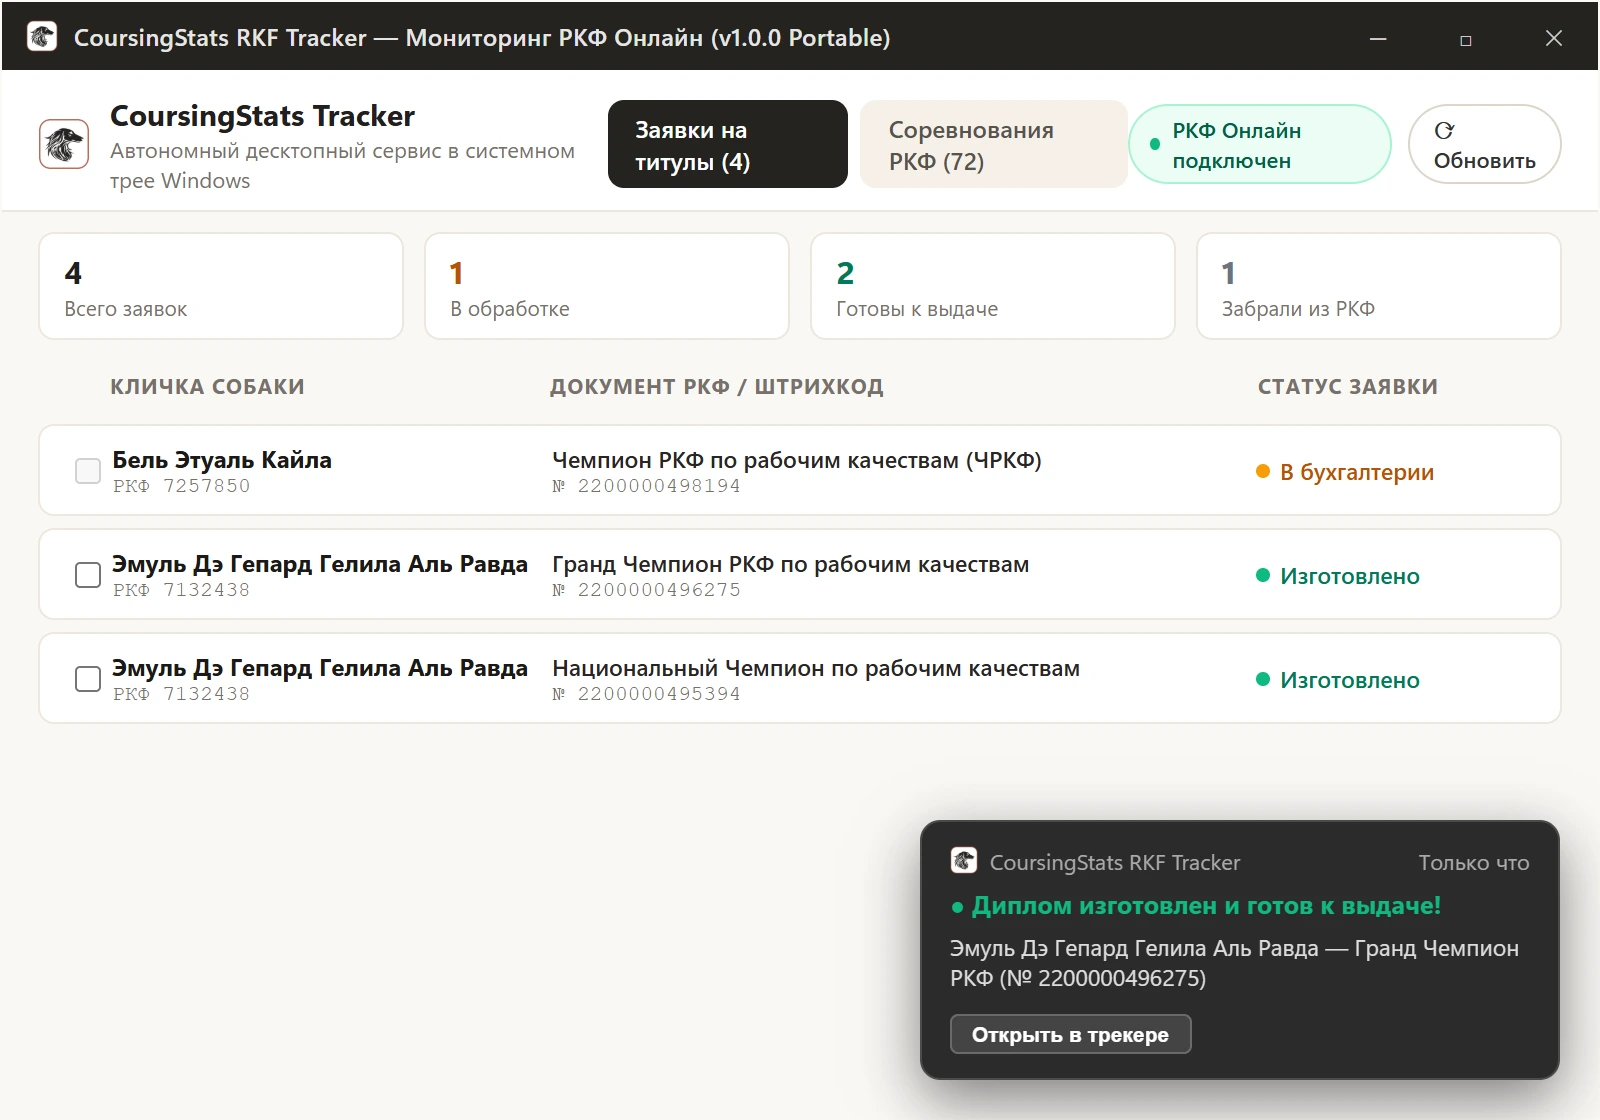 CoursingStats RKF Tracker — Мониторинг РКФ Онлайн (v1.0.0 Portable)
CoursingStats Tracker
Автономный десктопный сервис в системном
трее Windows
Заявки на
титулы (4)
Соревнования
РКФ (72)
РКФ Онлайн
подключен
⟳
Обновить
4
Всего заявок
1
В обработке
2
Готовы к выдаче
1
Забрали из РКФ
КЛИЧКА СОБАКИ
ДОКУМЕНТ РКФ / ШТРИХКОД
СТАТУС ЗАЯВКИ
Бель Этуаль Кайла
РКФ 7257850
Чемпион РКФ по рабочим качествам (ЧРКФ)
№ 2200000498194
В бухгалтерии
Эмуль Дэ Гепард Гелила Аль Равда
РКФ 7132438
Гранд Чемпион РКФ по рабочим качествам
№ 2200000496275
Изготовлено
Эмуль Дэ Гепард Гелила Аль Равда
РКФ 7132438
Национальный Чемпион по рабочим качествам
№ 2200000495394
Изготовлено
CoursingStats RKF Tracker
Только что
● Диплом изготовлен и готов к выдаче!
Эмуль Дэ Гепард Гелила Аль Равда — Гранд Чемпион
РКФ (№ 2200000496275)
Открыть в трекере